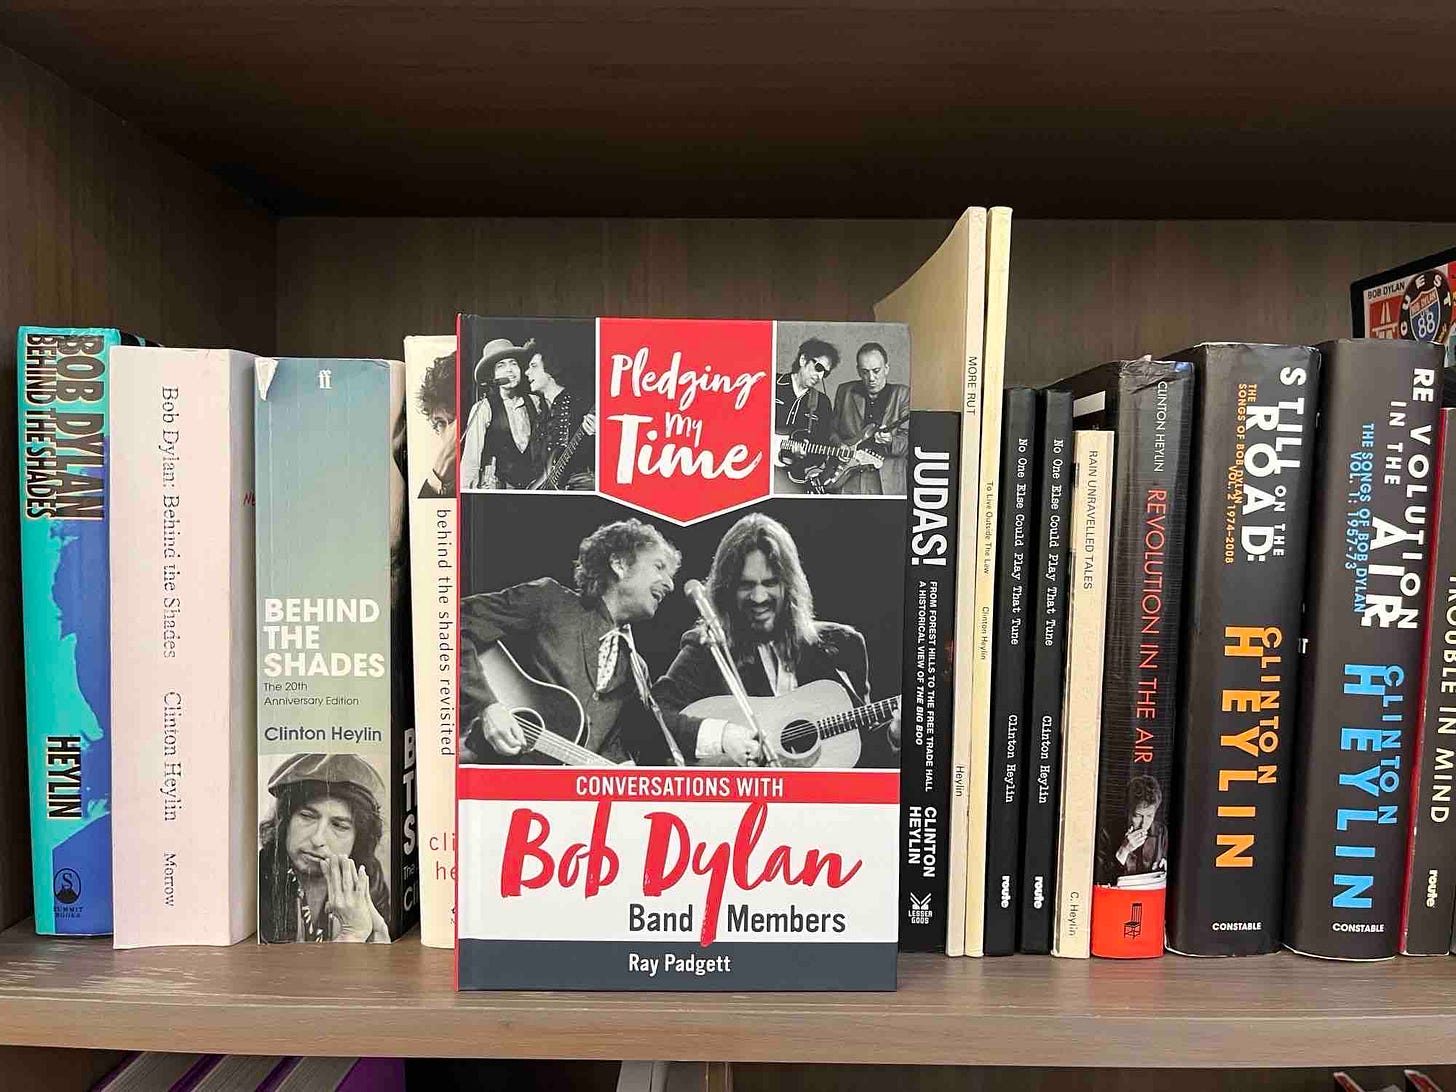 BOB DYLAN
BEHIND THE SHADES
HEYLIN
SUMMIT
BOOKS
Bob Dylan: Behind the Shades Clinton Heylin Morrow
ff
BEHIND
THE
SHADES
The 20th
Anniversary Edition
Clinton Heylin
behind the shades revisited
Pledging
My
Time
CONVERSATIONS WITH
Bob Dylan
Band Members
Ray Padgett
JUDAS!
FROM FOREST HILLS TO THE FREE TRADE HALL
A HISTORICAL VIEW OF THE BIG BOO
CLINTON
HEYLIN
LESSER
GODS
MORE RUT
Heylin
To Live Outside The Law Clinton Heylin
No One Else Could Play That Tune Clinton Heylin route
No One Else Could Play That Tune Clinton Heylin route
RAIN UNRAVELLED TALES C. Heylin
CLINTON HEYLIN REVOLUTION IN THE AIR
STILL ON THE
ROAD:
THE
SONGS OF BOB DYLAN
VOL. 2 1974-2008
CLINTON
HEYLIN
CONSTABLE
REVOLUTION
IN THE AIR
THE SONGS OF BOB DYLAN
VOL. 1: 1957-73
CLINTON
HEYLIN
CONSTABLE
BOB DYLAN
GUES
88
TROUBLE IN MIND
route